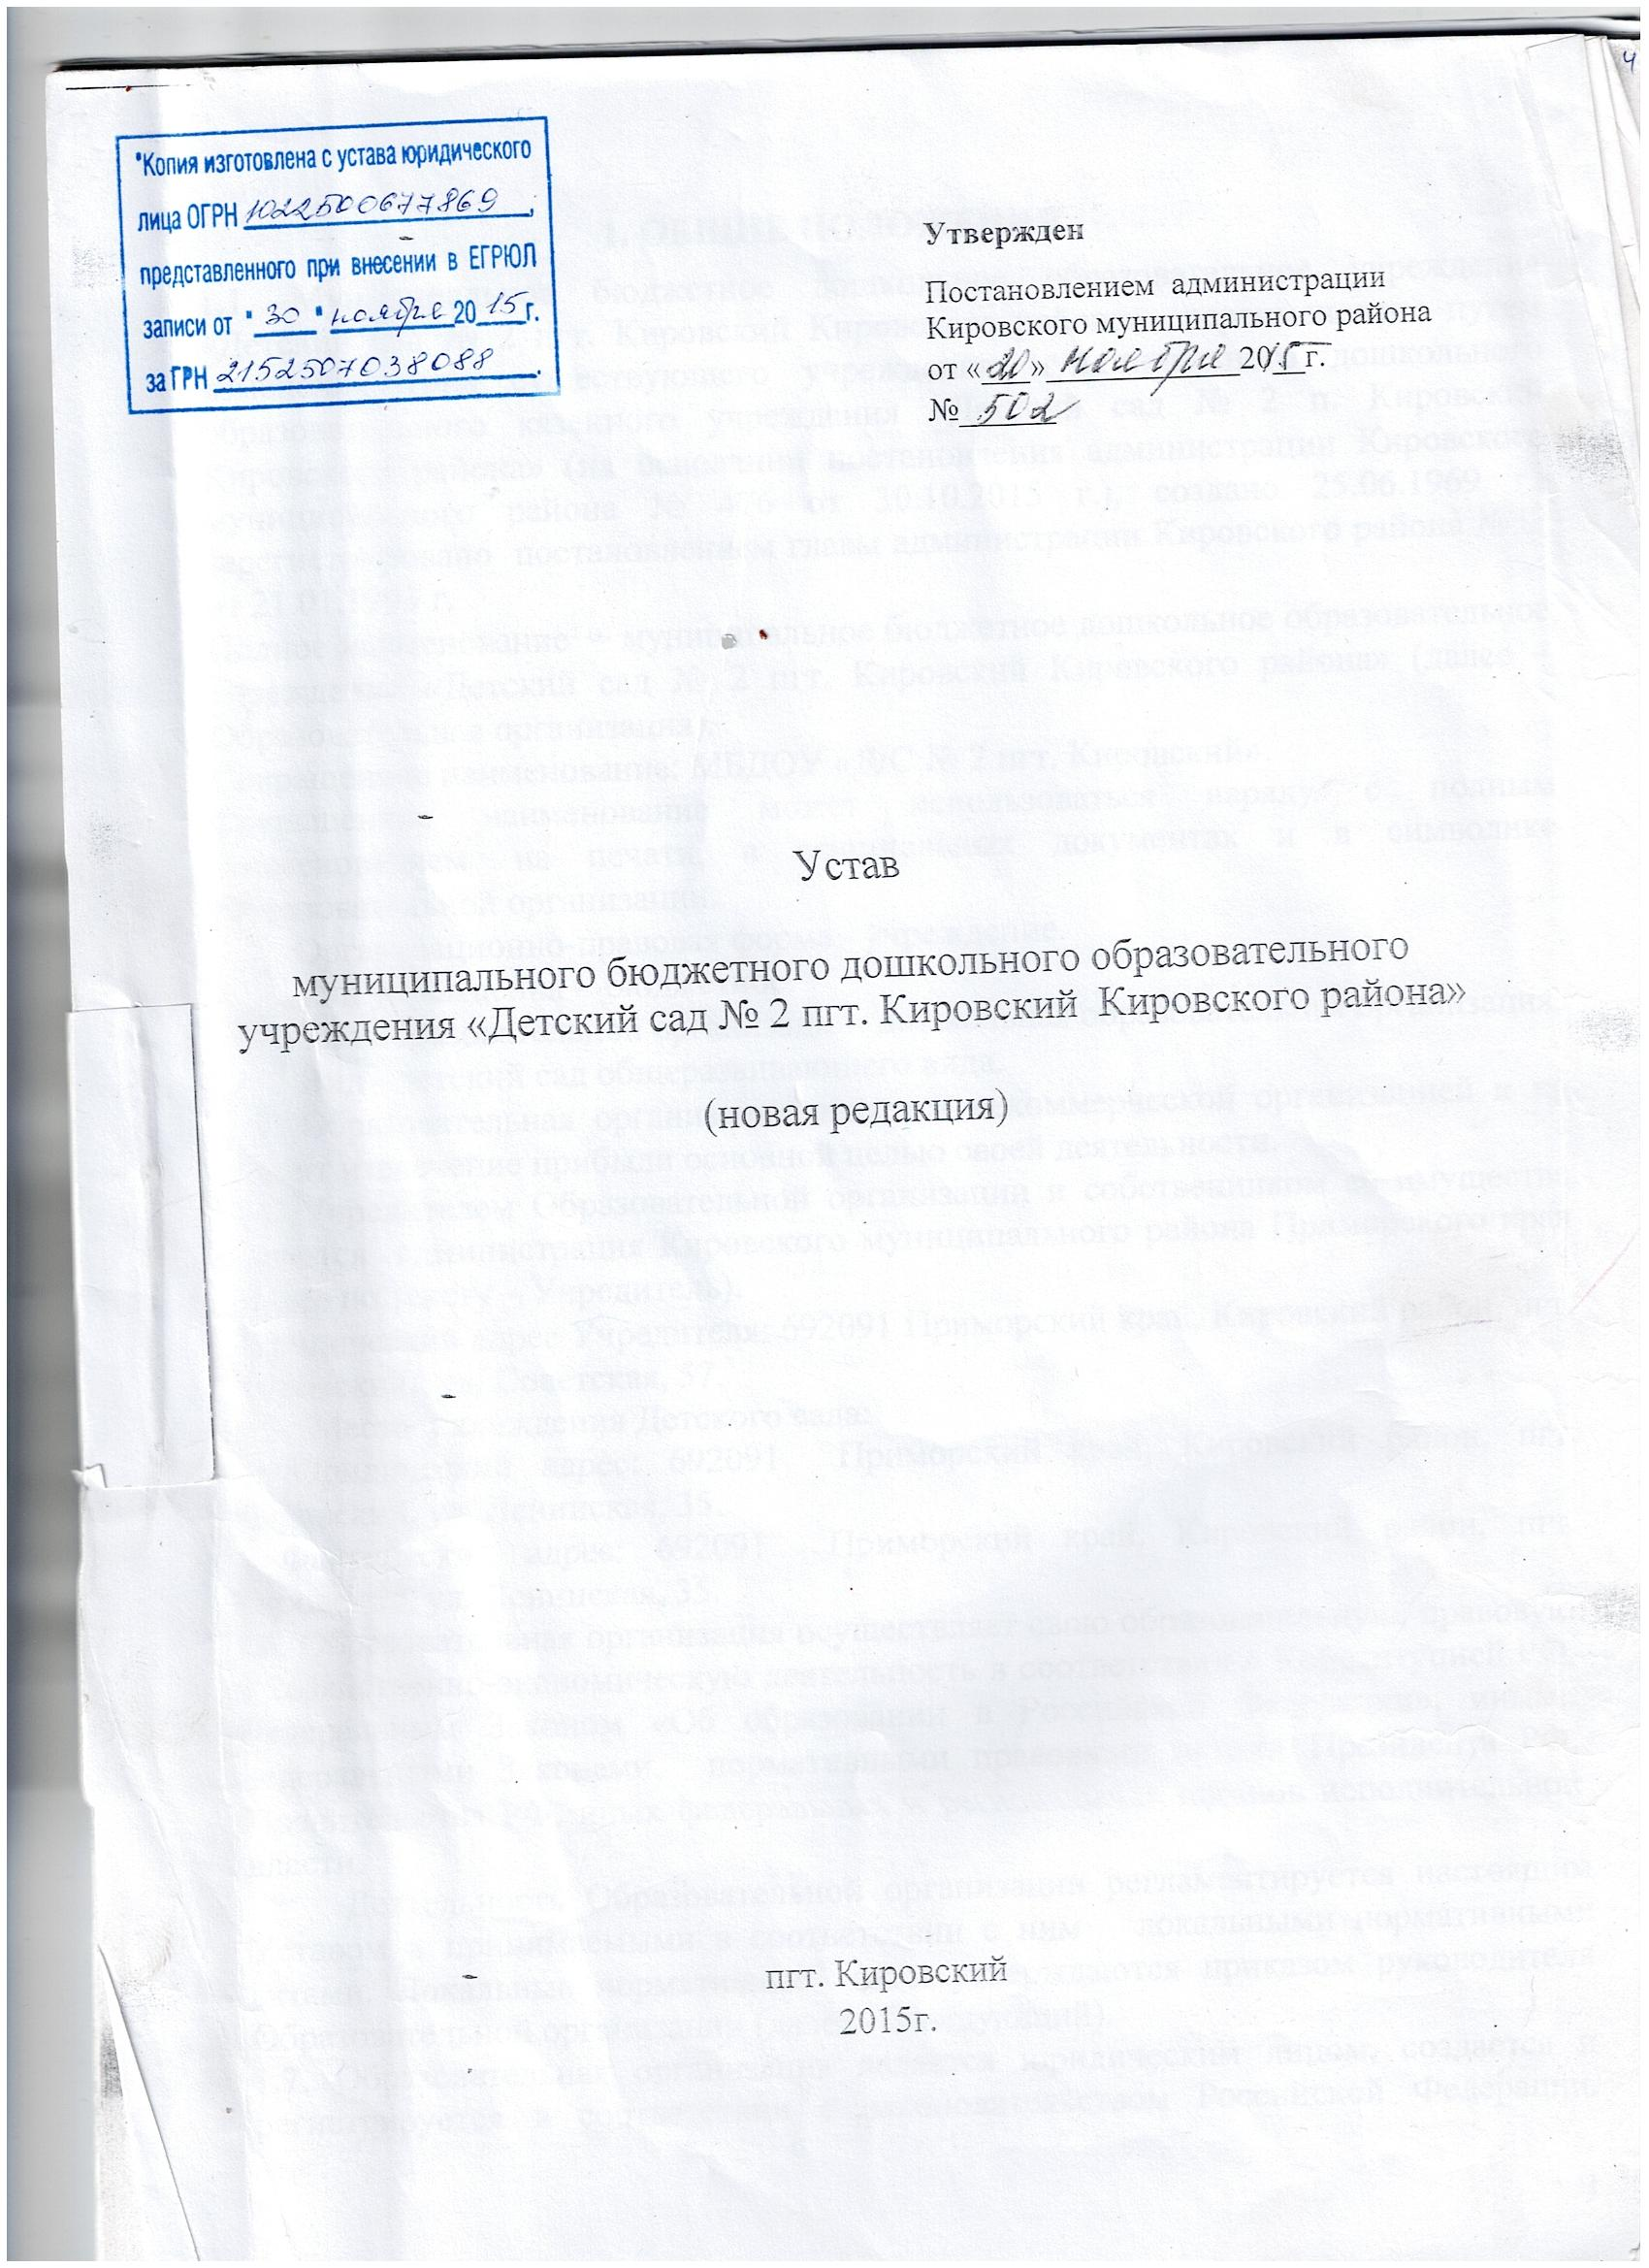 "Копия изготовлена с устава юридического
лица ОГРН 1022500677869,
представленного при внесении в ЕГРЮЛ
записи от "30" ноября 2015 г.
за ГРН 2152507038088.
Утвержден
Постановлением администрации
Кировского муниципального района
от «20» ноября 2015 г.
№ 502
Устав
муниципального бюджетного дошкольного образовательного
учреждения «Детский сад № 2 пгт. Кировский Кировского района»
(новая редакция)
пгт. Кировский
2015г.